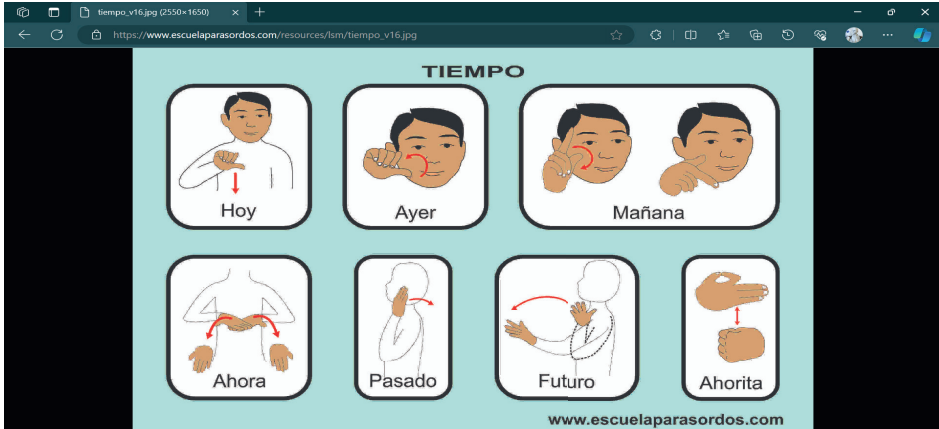 tiempo_v16.jpg (2550×1650)
https://www.escuelaparasordos.com/resources/lsm/tiempo_v16.jpg
TIEMPO
Hoy
Ayer
Mañana
Ahora
Pasado
Futuro
Ahorita
www.escuelaparasordos.com